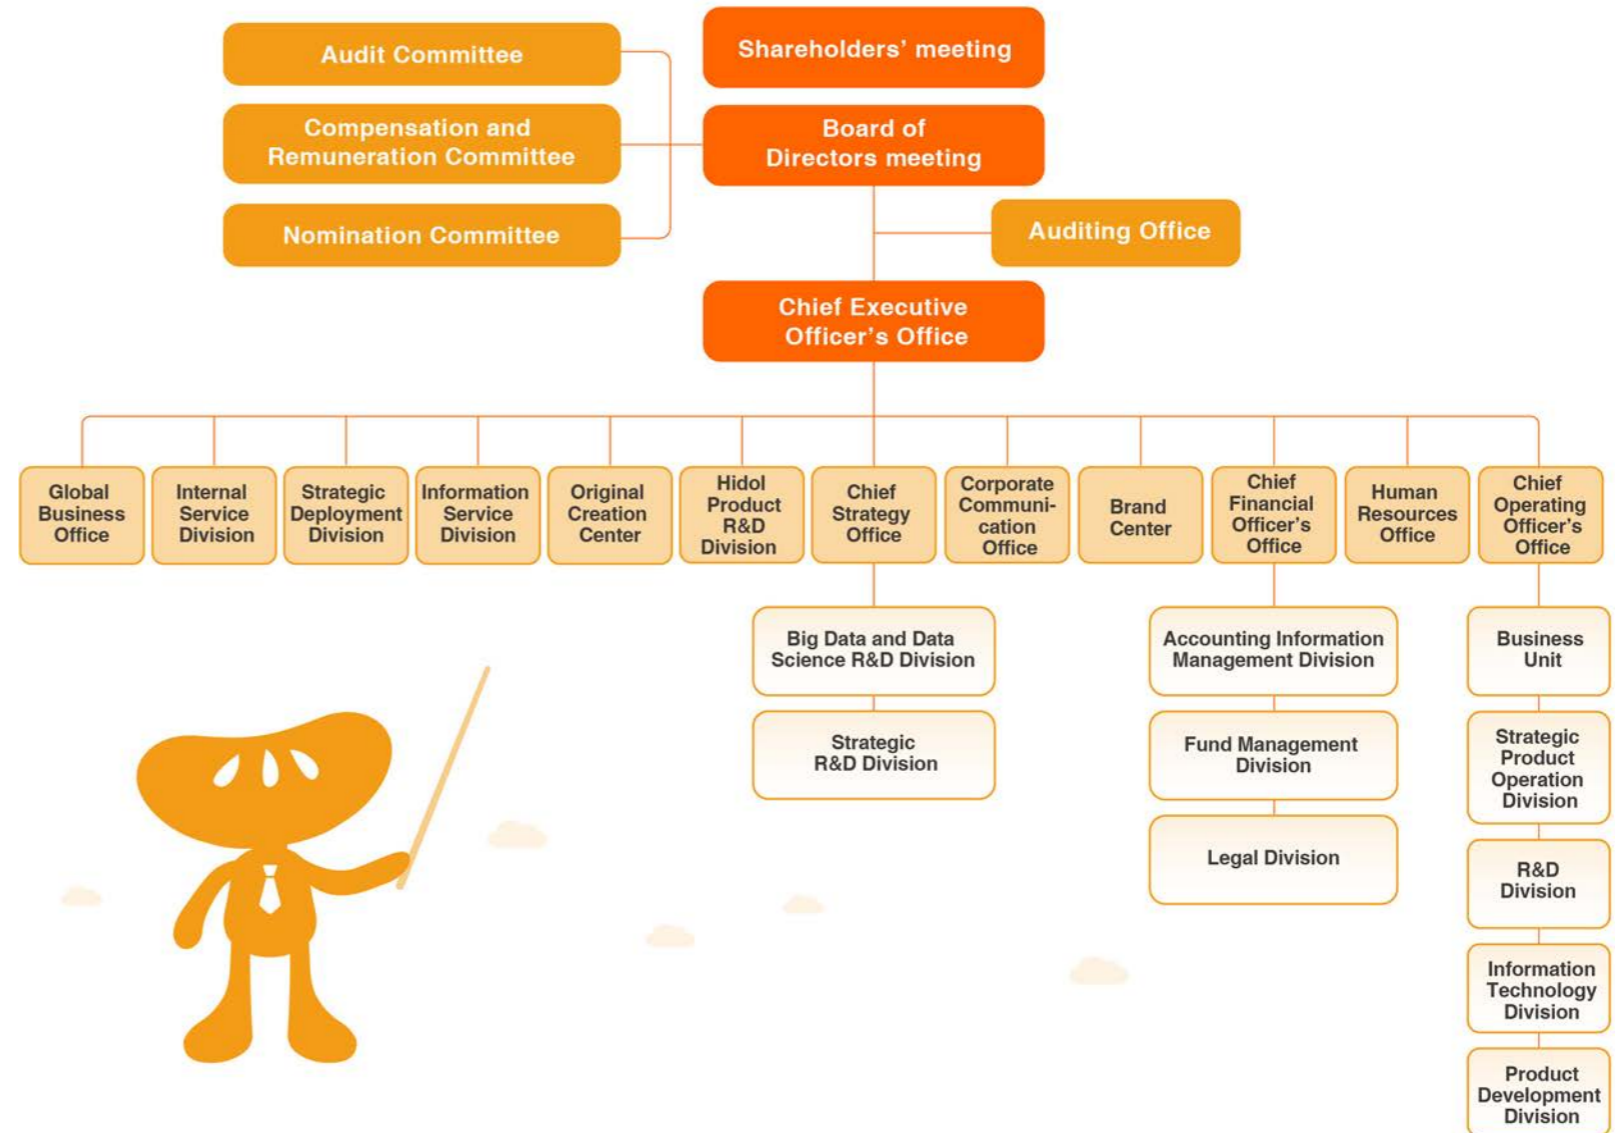 Audit Committee
Shareholders’ meeting
Compensation and
Remuneration Committee
Board of
Directors meeting
Nomination Committee
Auditing Office
Chief Executive
Officer’s Office
Global
Business
Office
Internal
Service
Division
Strategic
Deployment
Division
Information
Service
Division
Original
Creation
Center
Hidol
Product
R&D
Division
Chief
Strategy
Office
Corporate
Communi-
cation
Office
Brand
Center
Chief
Financial
Officer’s
Office
Human
Resources
Office
Chief
Operating
Officer’s
Office
Big Data and Data
Science R&D Division
Strategic
R&D Division
Accounting Information
Management Division
Fund Management
Division
Legal Division
Business
Unit
Strategic
Product
Operation
Division
R&D
Division
Information
Technology
Division
Product
Development
Division